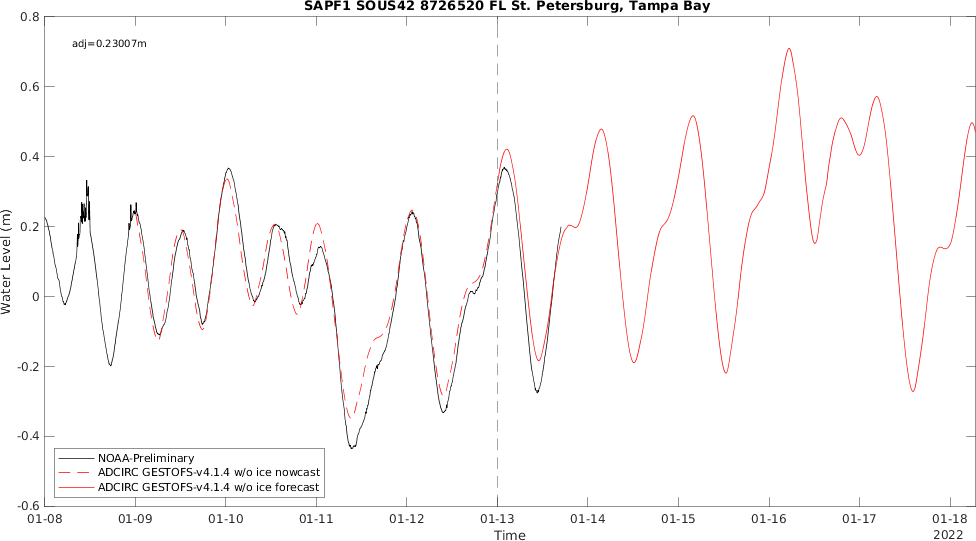 SAPF1 SOUS42 8726520 FL St. Petersburg, Tampa Bay
adj=0.23007m
0.8
0.6
0.4
0.2
0
-0.2
-0.4
-0.6
Water Level (m)
NOAA-Preliminary
ADCIRC GESTOFS-v4.1.4 w/o ice nowcast
ADCIRC GESTOFS-v4.1.4 w/o ice forecast
01-08 01-09 01-10 01-11 01-12 01-13 01-14 01-15 01-16 01-17 01-18
Time
2022